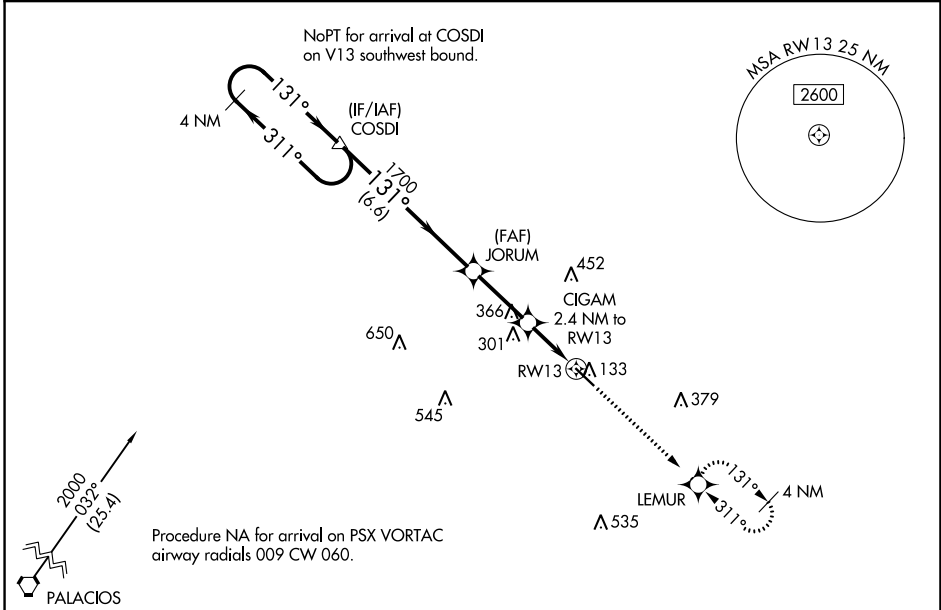 NoPT for arrival at COSDI
on V13 southwest bound.
MSA RW13 25 NM
2600
131°
4 NM
311°
(IF/IAF)
COSDI
1700
131°
(6.6)
(FAF)
JORUM
452
CIGAM
2.4 NM to
RW13
366
301
650
RW13
133
545
379
131°
4 NM
311°
LEMUR
535
2000
032°
(25.4)
Procedure NA for arrival on PSX VORTAC
airway radials 009 CW 060.
PALACIOS